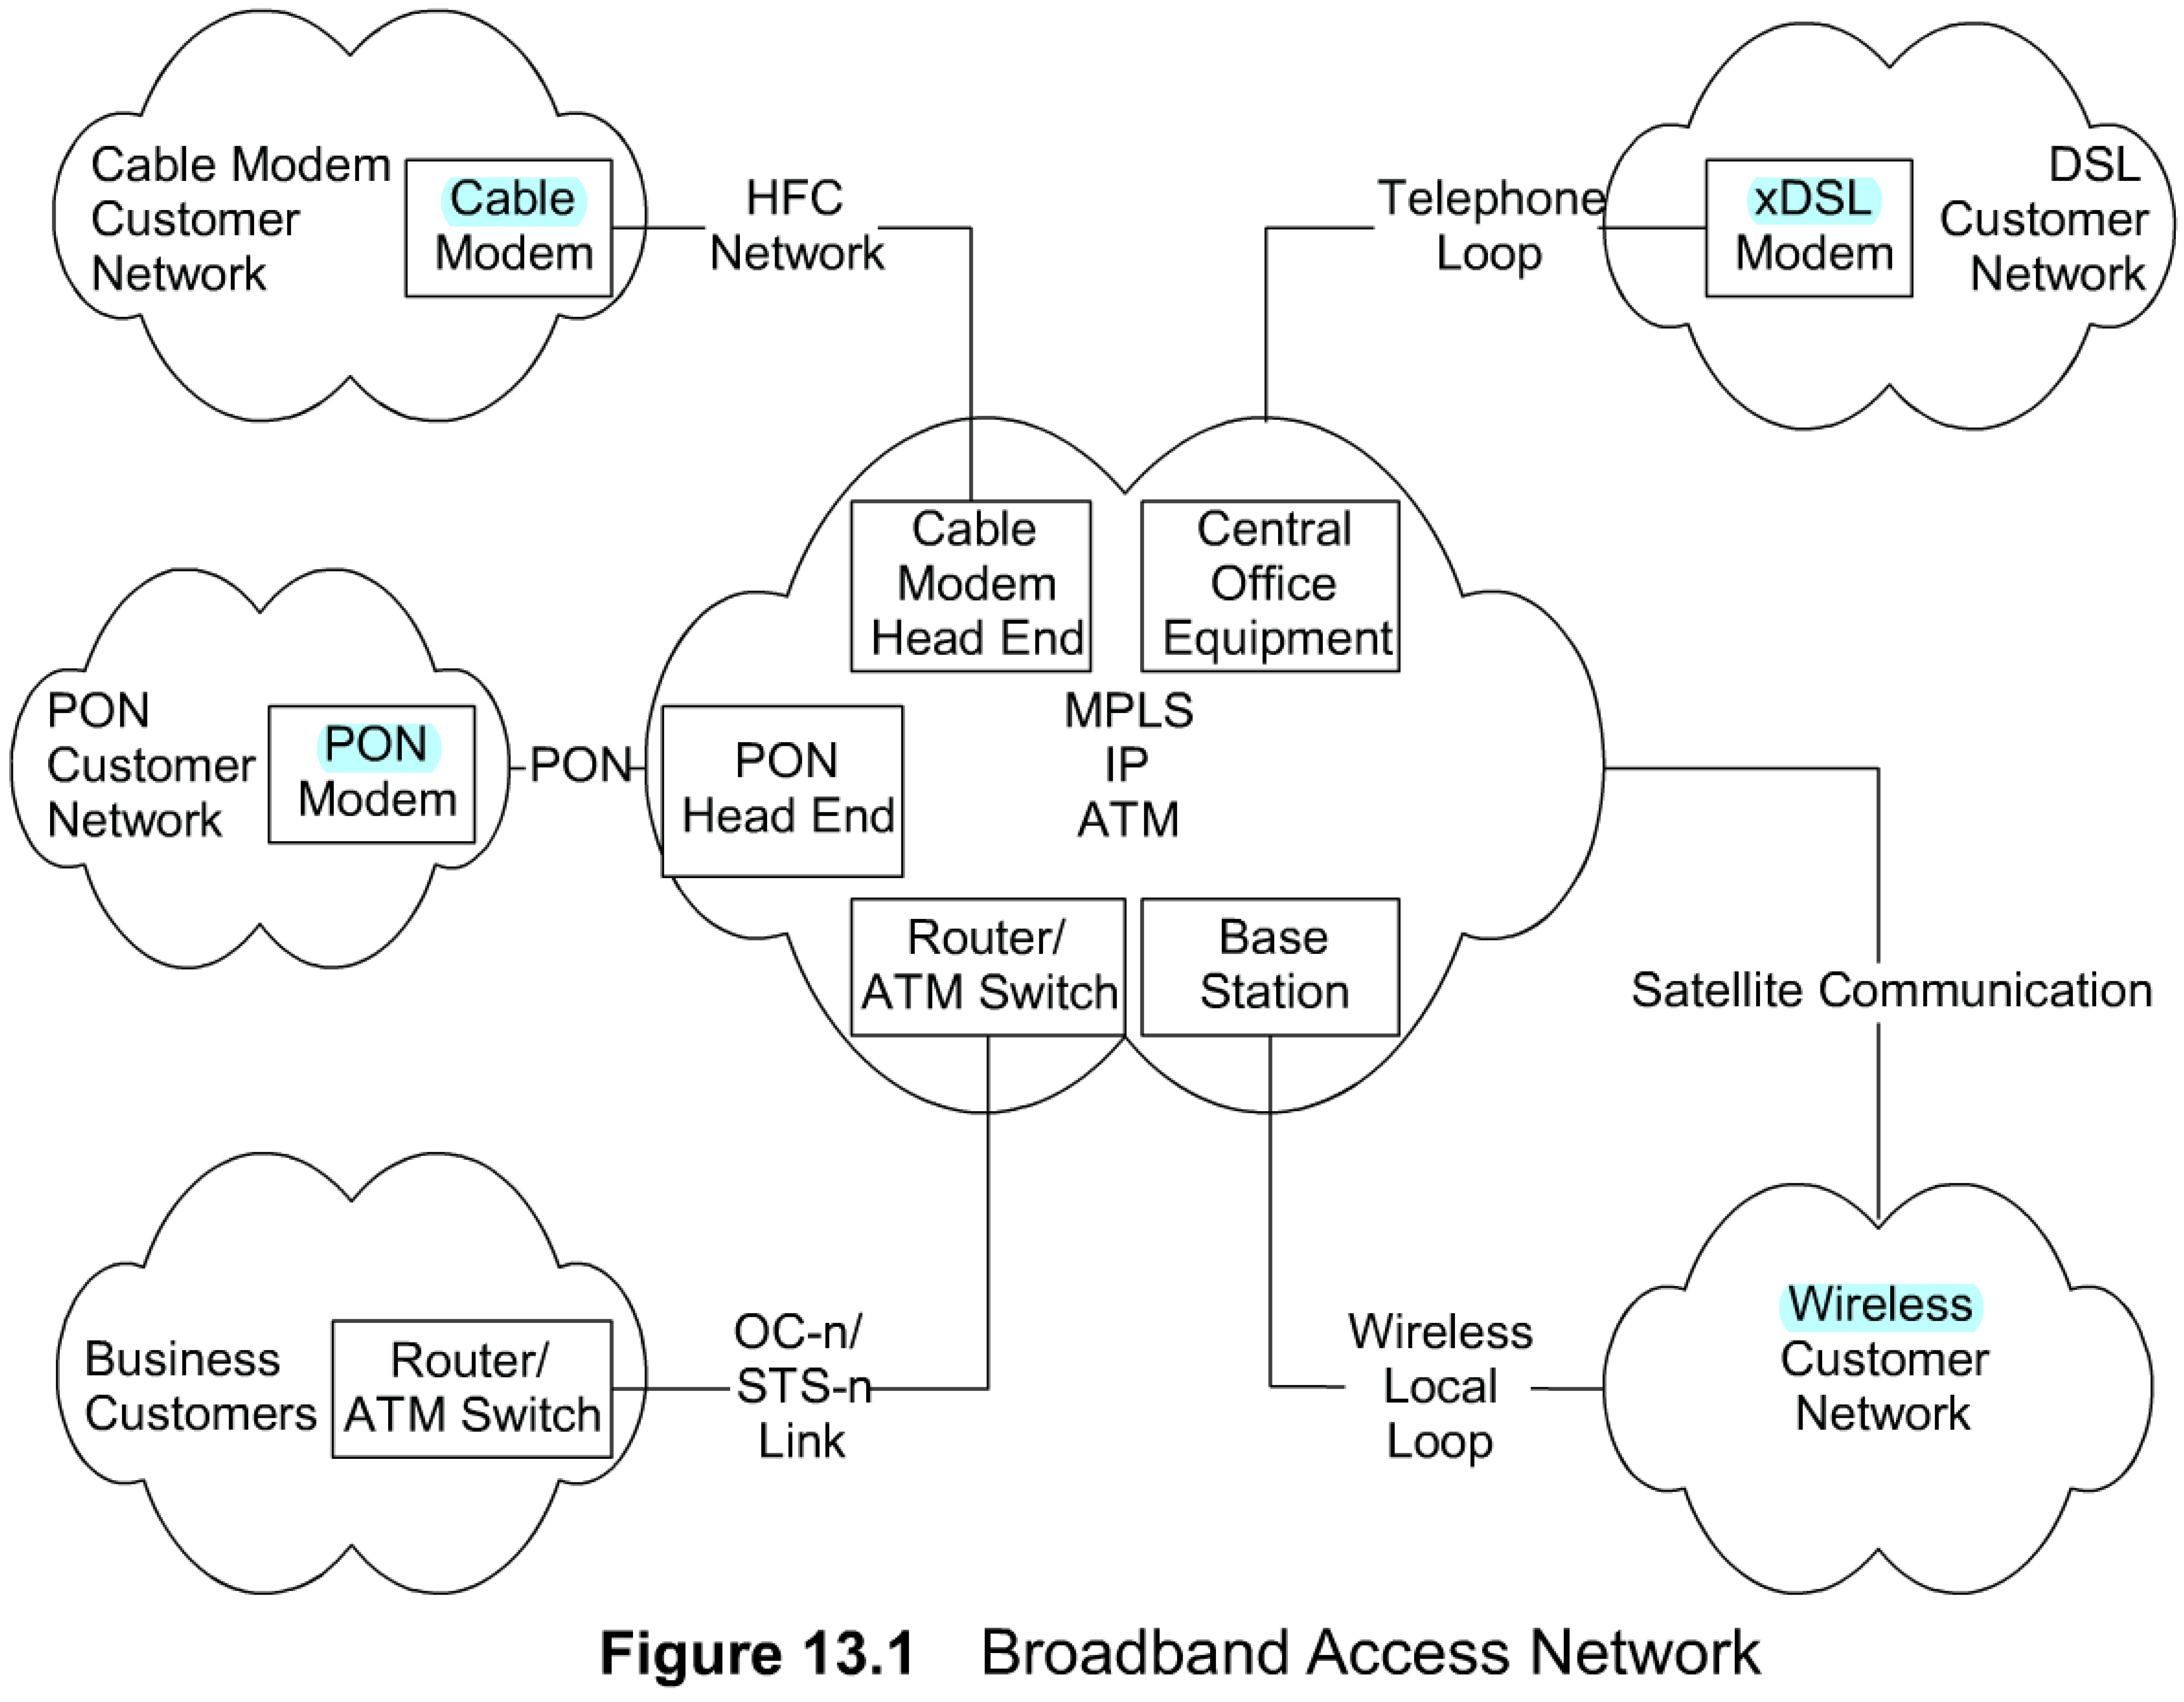 Cable Modem
Customer
Network
Cable
Modem
HFC
Network
Telephone
Loop
xDSL
Modem
DSL
Customer
Network
Cable
Modem
Head End
Central
Office
Equipment
PON
Customer
Network
PON
Modem
PON
PON
Head End
MPLS
IP
ATM
Router/
ATM Switch
Base
Station
Satellite Communication
Business
Customers
Router/
ATM Switch
OC-n/
STS-n
Link
Wireless
Local
Loop
Wireless
Customer
Network
Figure 13.1 Broadband Access Network